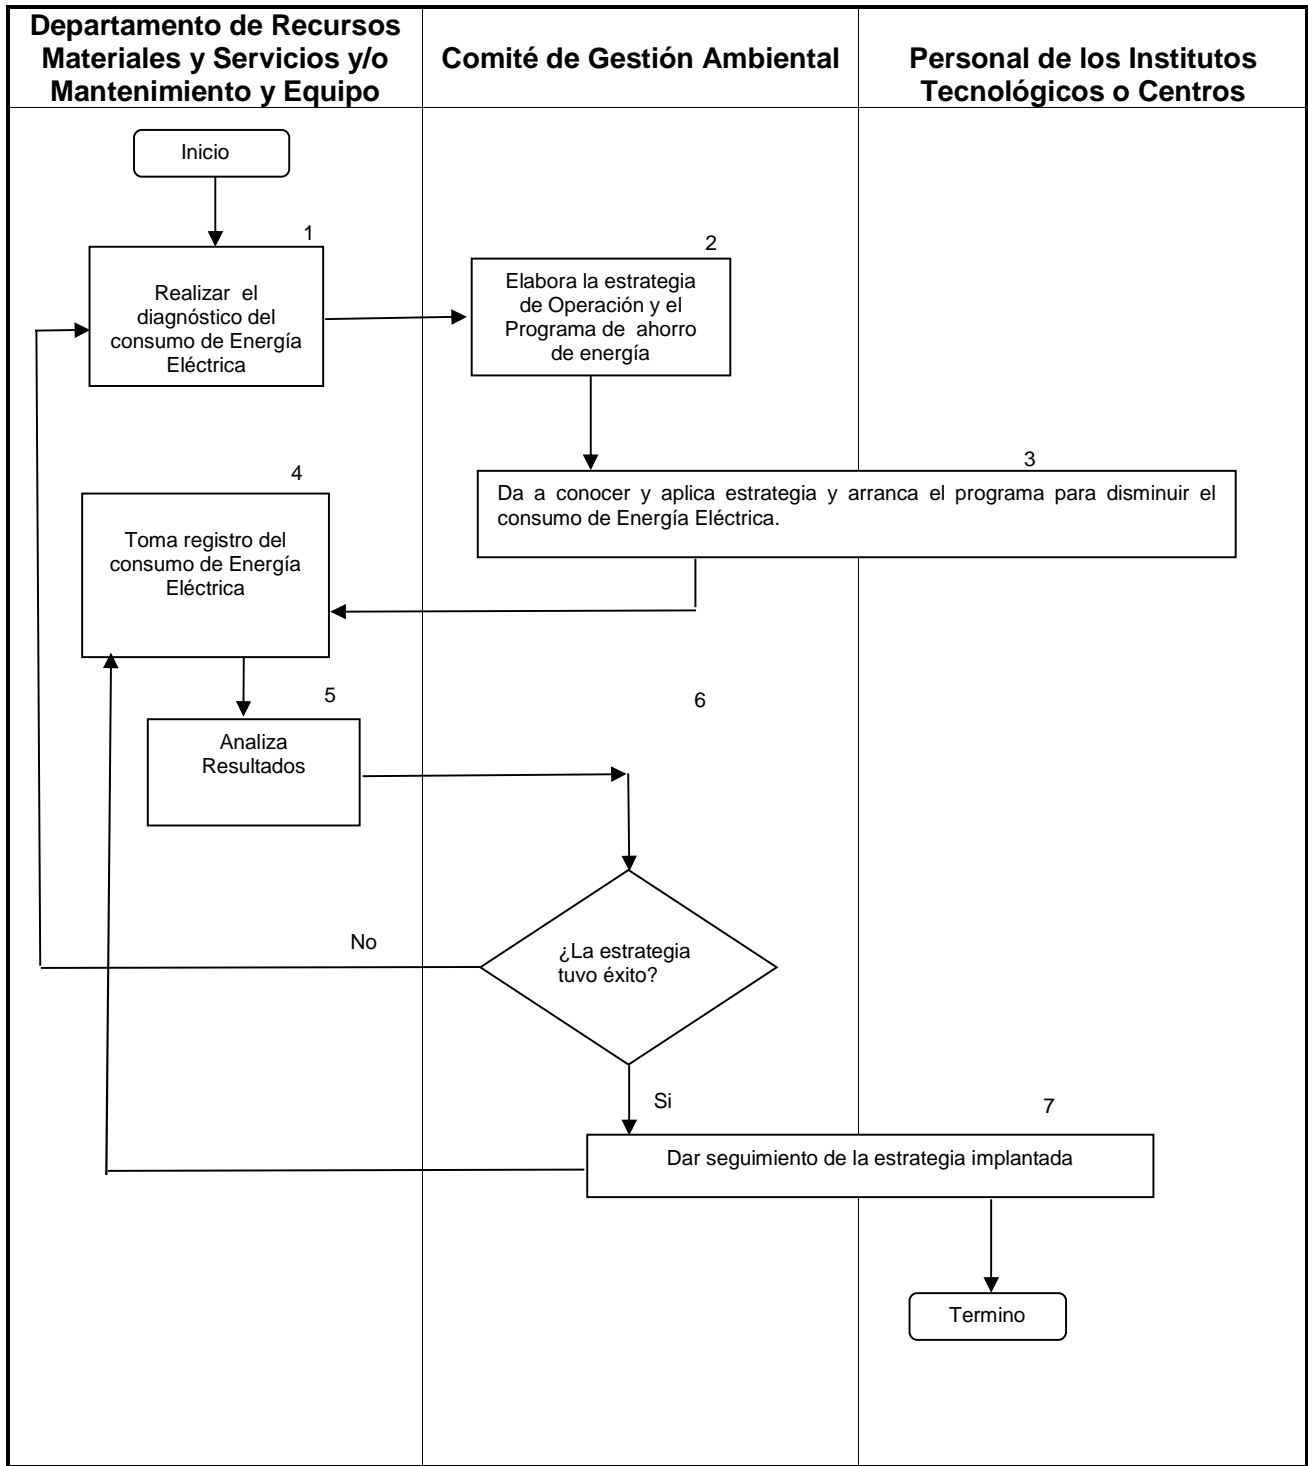 Departamento de Recursos
Materiales y Servicios y/o
Mantenimiento y Equipo
Comité de Gestión Ambiental
Personal de los Institutos
Tecnológicos o Centros
Inicio
1
Realizar el
diagnóstico del
consumo de Energía
Eléctrica
2
Elabora la estrategia
de Operación y el
Programa de ahorro
de energía
3
Da a conocer y aplica estrategia y arranca el programa para disminuir el
consumo de Energía Eléctrica.
4
Toma registro del
consumo de Energía
Eléctrica
5
Analiza
Resultados
6
¿La estrategia
tuvo éxito?
No
Si
7
Dar seguimiento de la estrategia implantada
Termino